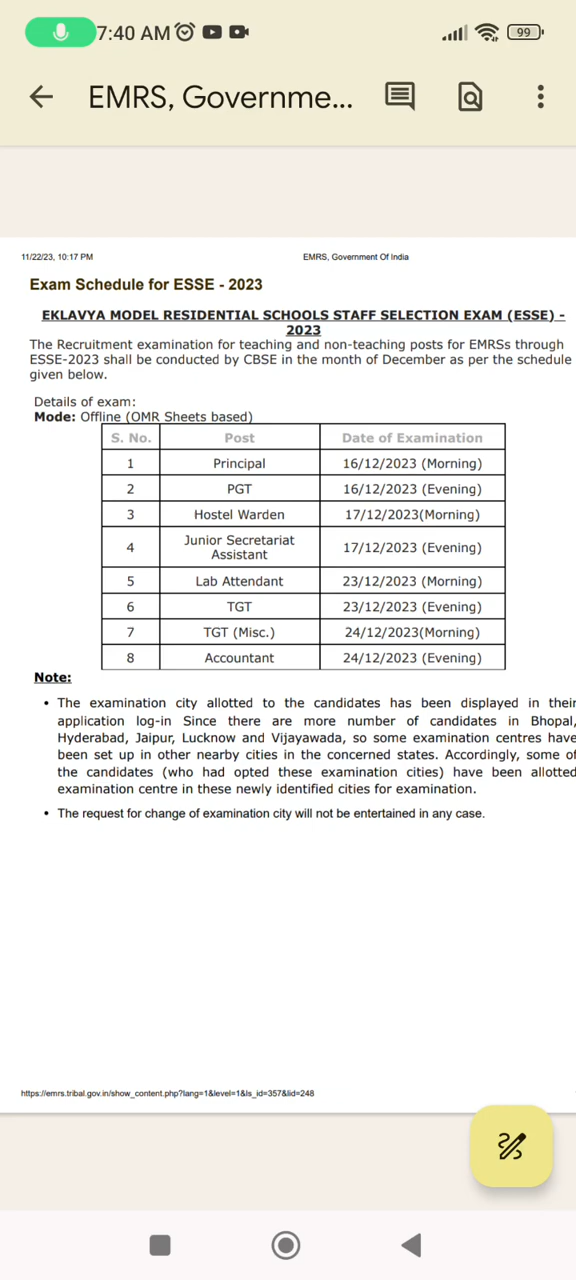 7:40 AM
99
EMRS, Governme...
11/22/23, 10:17 PM EMRS, Government Of India
Exam Schedule for ESSE - 2023
EKLAVYA MODEL RESIDENTIAL SCHOOLS STAFF SELECTION EXAM (ESSE) -
2023
The Recruitment examination for teaching and non-teaching posts for EMRSs through
ESSE-2023 shall be conducted by CBSE in the month of December as per the schedule
given below.
Details of exam:
Mode: Offline (OMR Sheets based)
S. No. Post Date of Examination
1 Principal 16/12/2023 (Morning)
2 PGT 16/12/2023 (Evening)
3 Hostel Warden 17/12/2023(Morning)
4 Junior Secretariat Assistant 17/12/2023 (Evening)
5 Lab Attendant 23/12/2023 (Morning)
6 TGT 23/12/2023 (Evening)
7 TGT (Misc.) 24/12/2023(Morning)
8 Accountant 24/12/2023 (Evening)
Note:
• The examination city allotted to the candidates has been displayed in their
application log-in Since there are more number of candidates in Bhopal,
Hyderabad, Jaipur, Lucknow and Vijayawada, so some examination centres have
been set up in other nearby cities in the concerned states. Accordingly, some of
the candidates (who had opted these examination cities) have been allotted
examination centre in these newly identified cities for examination.
• The request for change of examination city will not be entertained in any case.
https://emrs.tribal.gov.in/show_content.php?lang=1&level=1&ls_id=357&lid=248